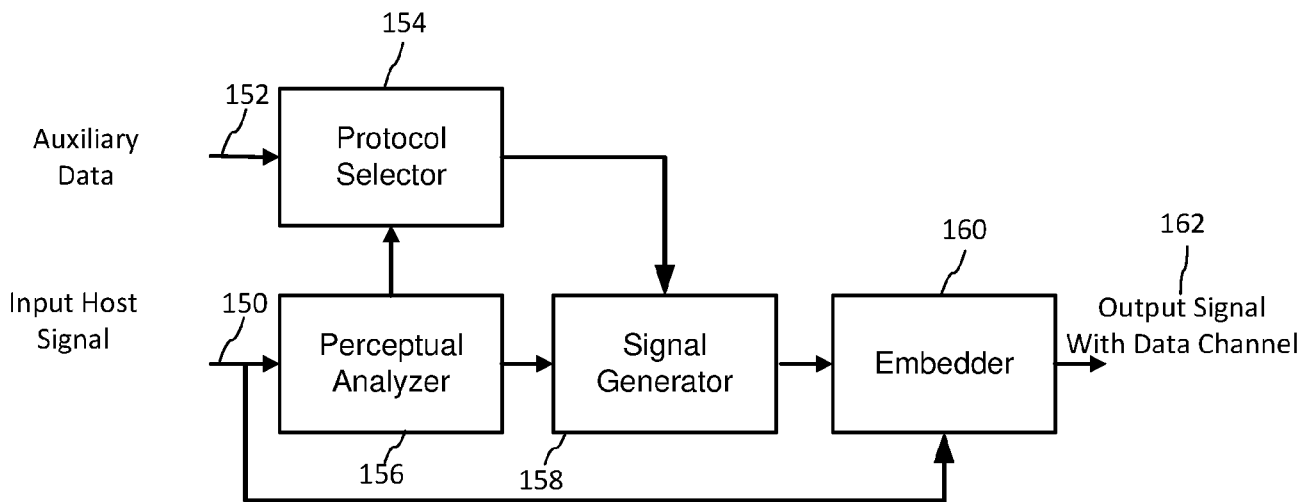 154
152
Auxiliary
Data
Protocol
Selector
162
160
Input Host
Signal
150
Perceptual
Analyzer
Signal
Generator
Embedder
Output Signal
With Data Channel
156
158